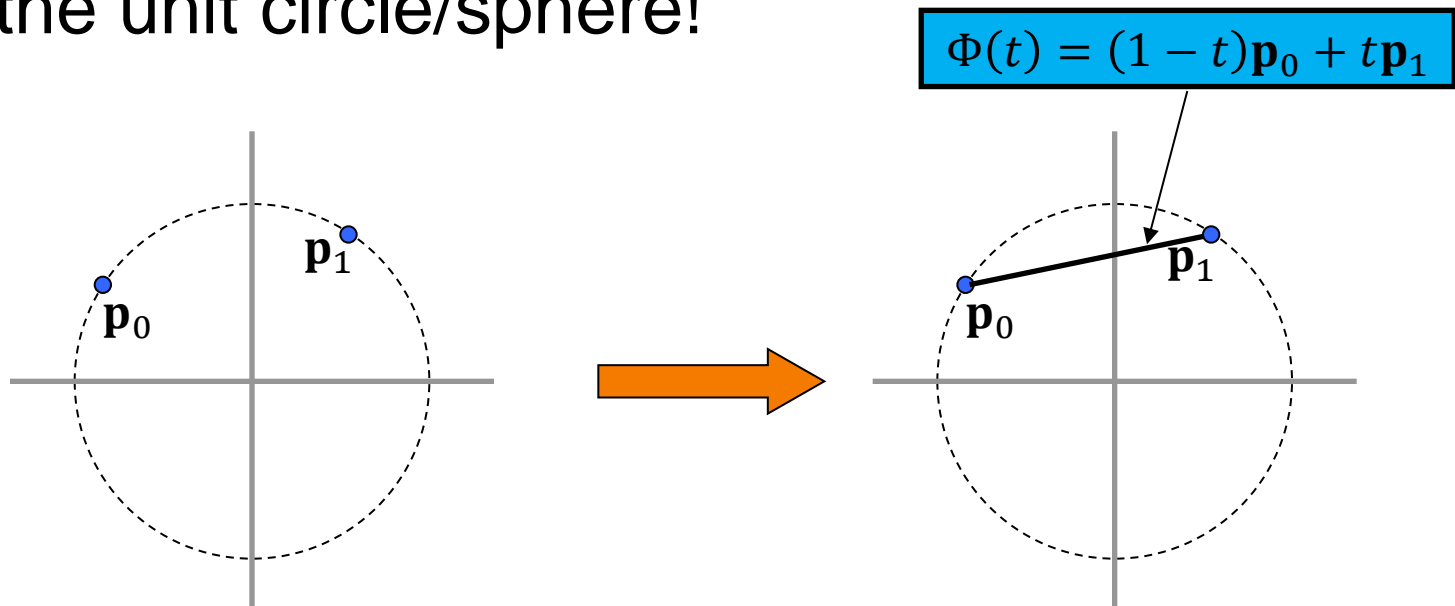 the unit circle/sphere!
Φ(t) = (1 − t)𝐩₀ + t𝐩₁
𝐩₁
𝐩₀
𝐩₁
𝐩₀